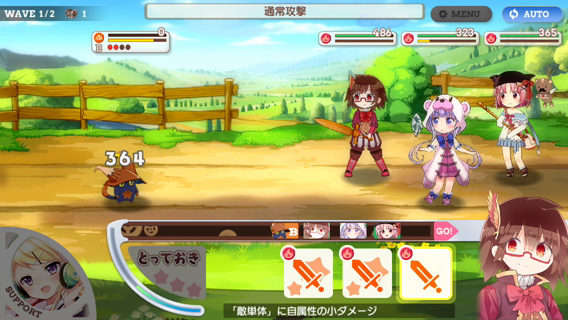 WAVE 1/2 1
通常攻撃
MENU
AUTO
0
B
486
323
365
364
B
GO!
とっておき
SUPPORT
「敵単体」に自属性の小ダメージ